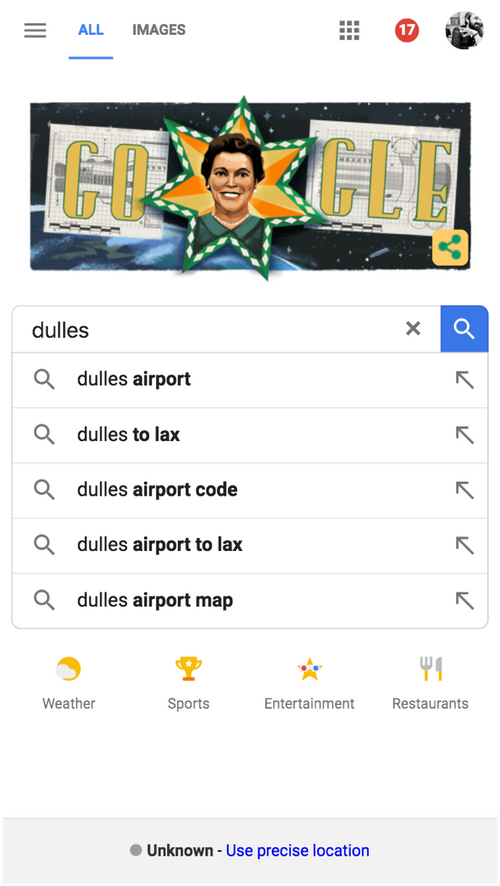 ALL IMAGES 17
GOOGLE
dulles
dulles airport
dulles to lax
dulles airport code
dulles airport to lax
dulles airport map
Weather Sports Entertainment Restaurants
Unknown - Use precise location